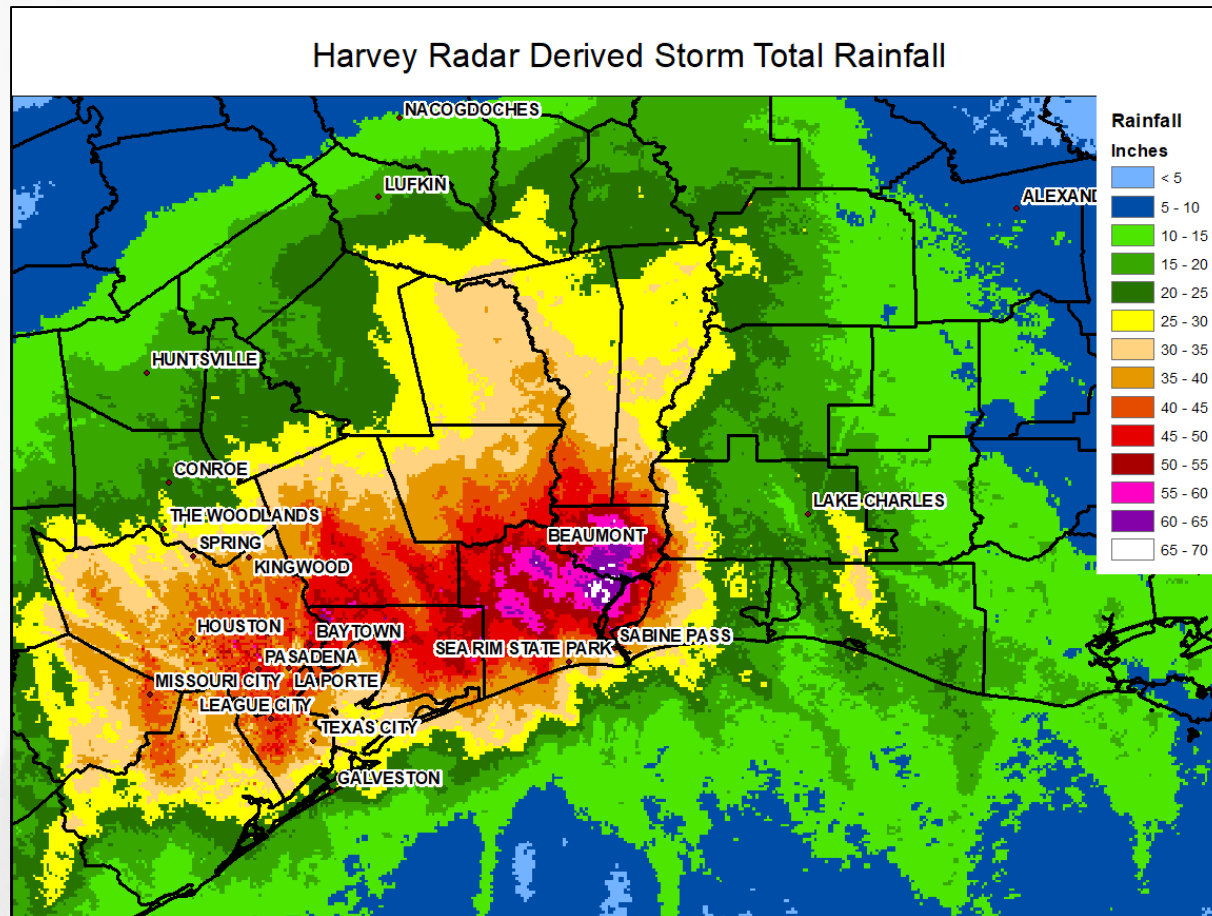 Harvey Radar Derived Storm Total Rainfall
NACOGDOCHES
LUFKIN
ALEXAND
HUNTSVILLE
CONROE
LAKE CHARLES
THE WOODLANDS
SPRING
BEAUMONT
KINGWOOD
HOUSTON
BAYTOWN
SABINE PASS
SEA RIM STATE PARK
PASADENA
MISSOURI CITY
LA PORTE
LEAGUE CITY
TEXAS CITY
GALVESTON
Rainfall
Inches
< 5
5 - 10
10 - 15
15 - 20
20 - 25
25 - 30
30 - 35
35 - 40
40 - 45
45 - 50
50 - 55
55 - 60
60 - 65
65 - 70